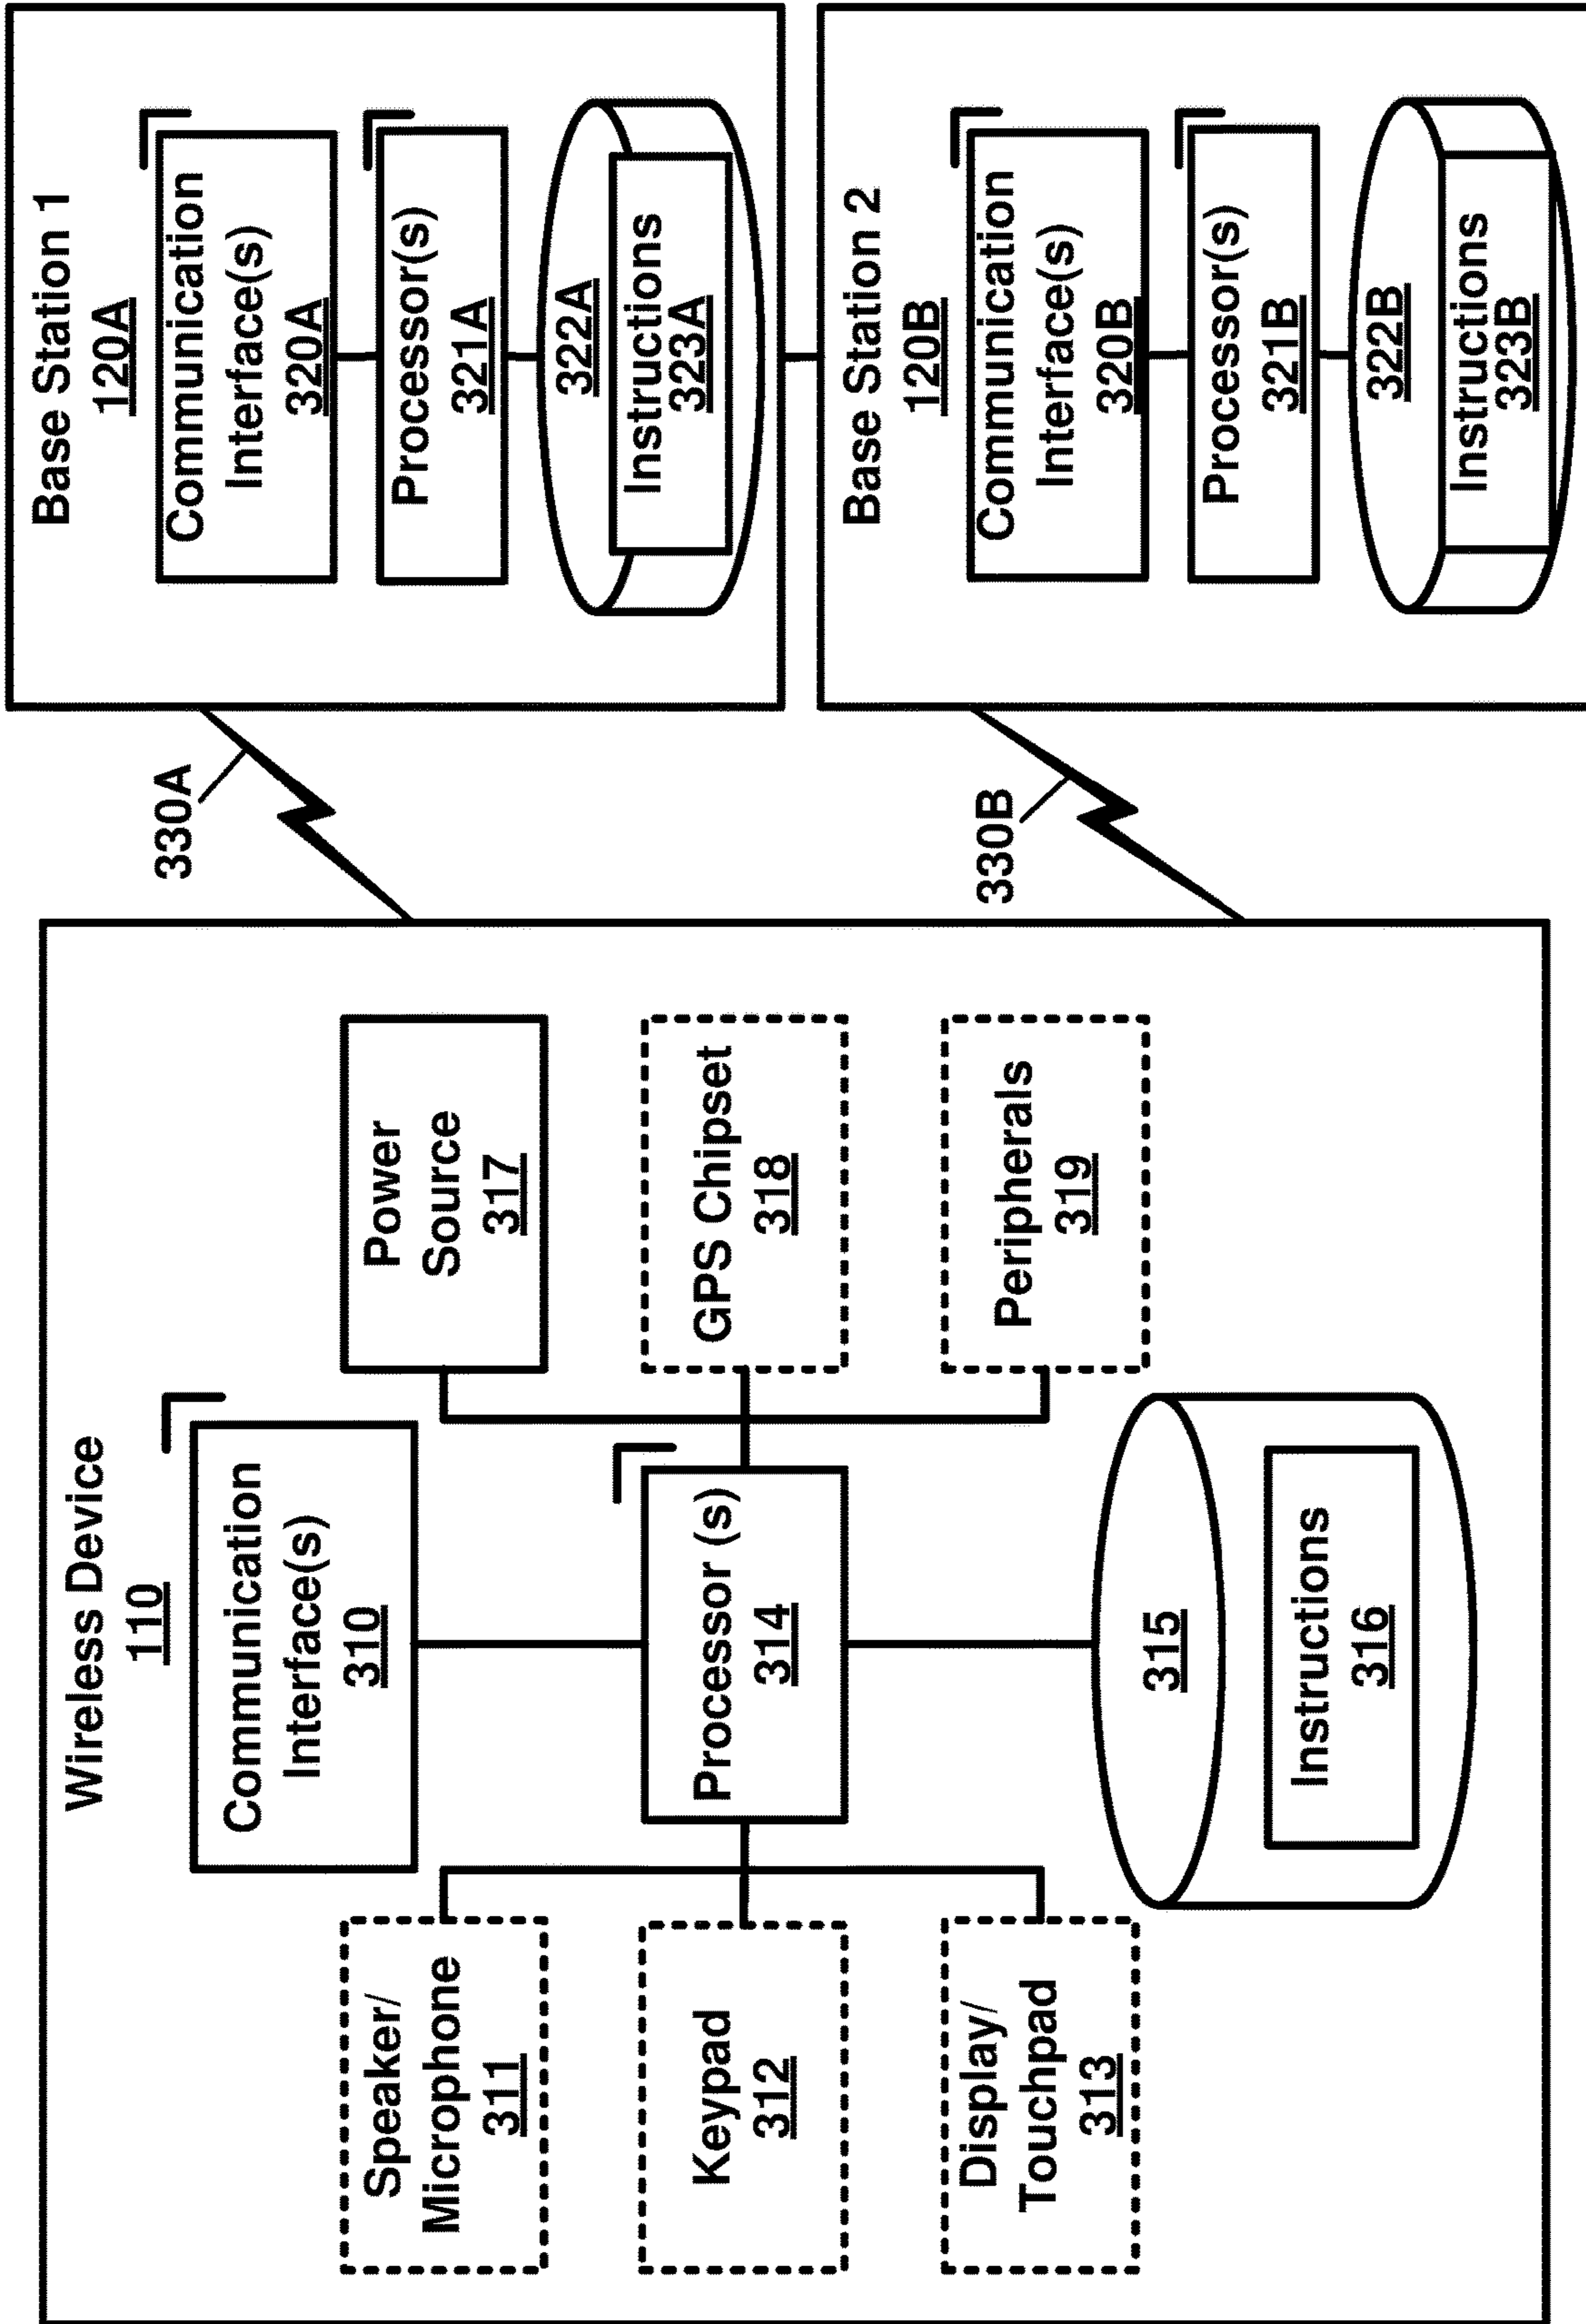 Wireless Device
110
Communication
Interface(s)
310
Speaker/
Microphone
311
Keypad
312
Display/
Touchpad
313
Processor (s)
314
315
Instructions
316
Power
Source
317
GPS Chipset
318
Peripherals
319
330A
330B
Base Station 1
120A
Communication
Interface(s)
320A
Processor(s)
321A
322A
Instructions
323A
Base Station 2
120B
Communication
Interface(s)
320B
Processor(s)
321B
322B
Instructions
323B